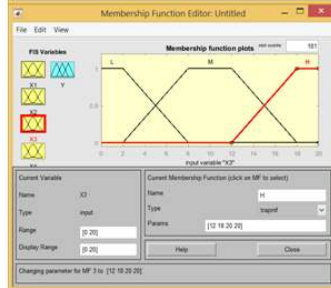 Membership Function Editor: Untitled
File Edit View
FIS Variables
Membership function plots
181
X1
Y
X2
X3
L
M
H
1
0.5
0
0 2 4 6 8 10 12 14 16 18 20
input variable "X3"
Current Variable
Name X3
Type input
Range [0 20]
Display Range [0 20]
Current Membership Function (click on MF to select)
Name H
Type trapmf
Params [12 18 20 20]
Help Close
Changing parameter for MF 3 to [12 18 20 20]